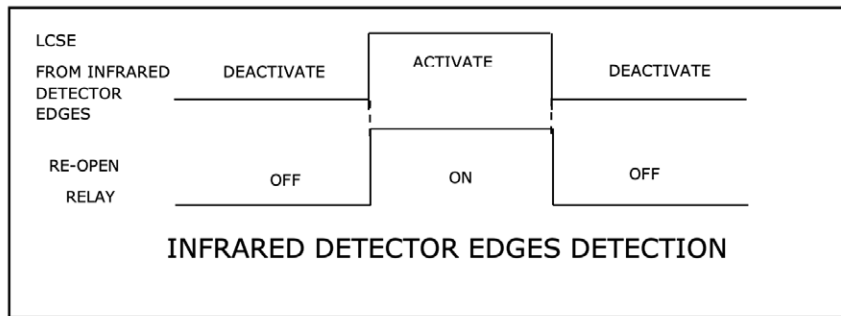 LCSE
FROM INFRARED
DETECTOR
EDGES
DEACTIVATE
ACTIVATE
DEACTIVATE
RE-OPEN
RELAY
OFF
ON
OFF
INFRARED DETECTOR EDGES DETECTION